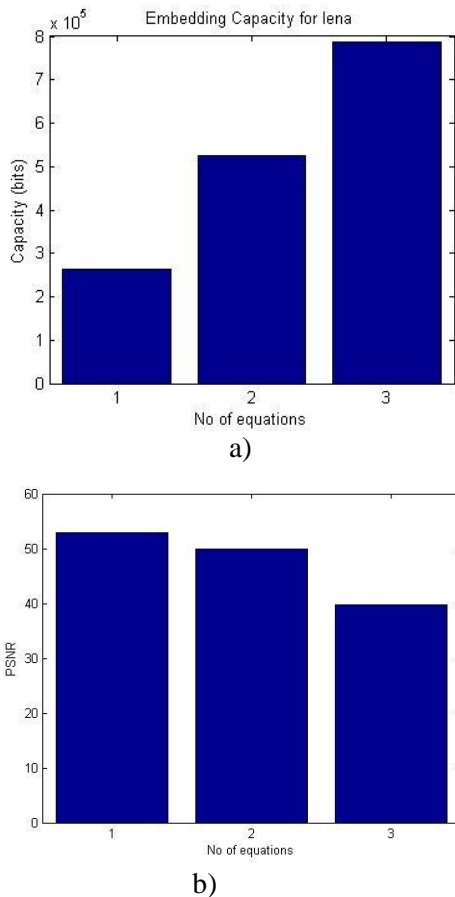 Embedding Capacity for lena
x 10^5
8
7
6
5
4
3
2
1
0
Capacity (bits)
1 2 3
No of equations
a)
60
50
40
30
20
10
0
PSNR
1 2 3
No of equations
b)